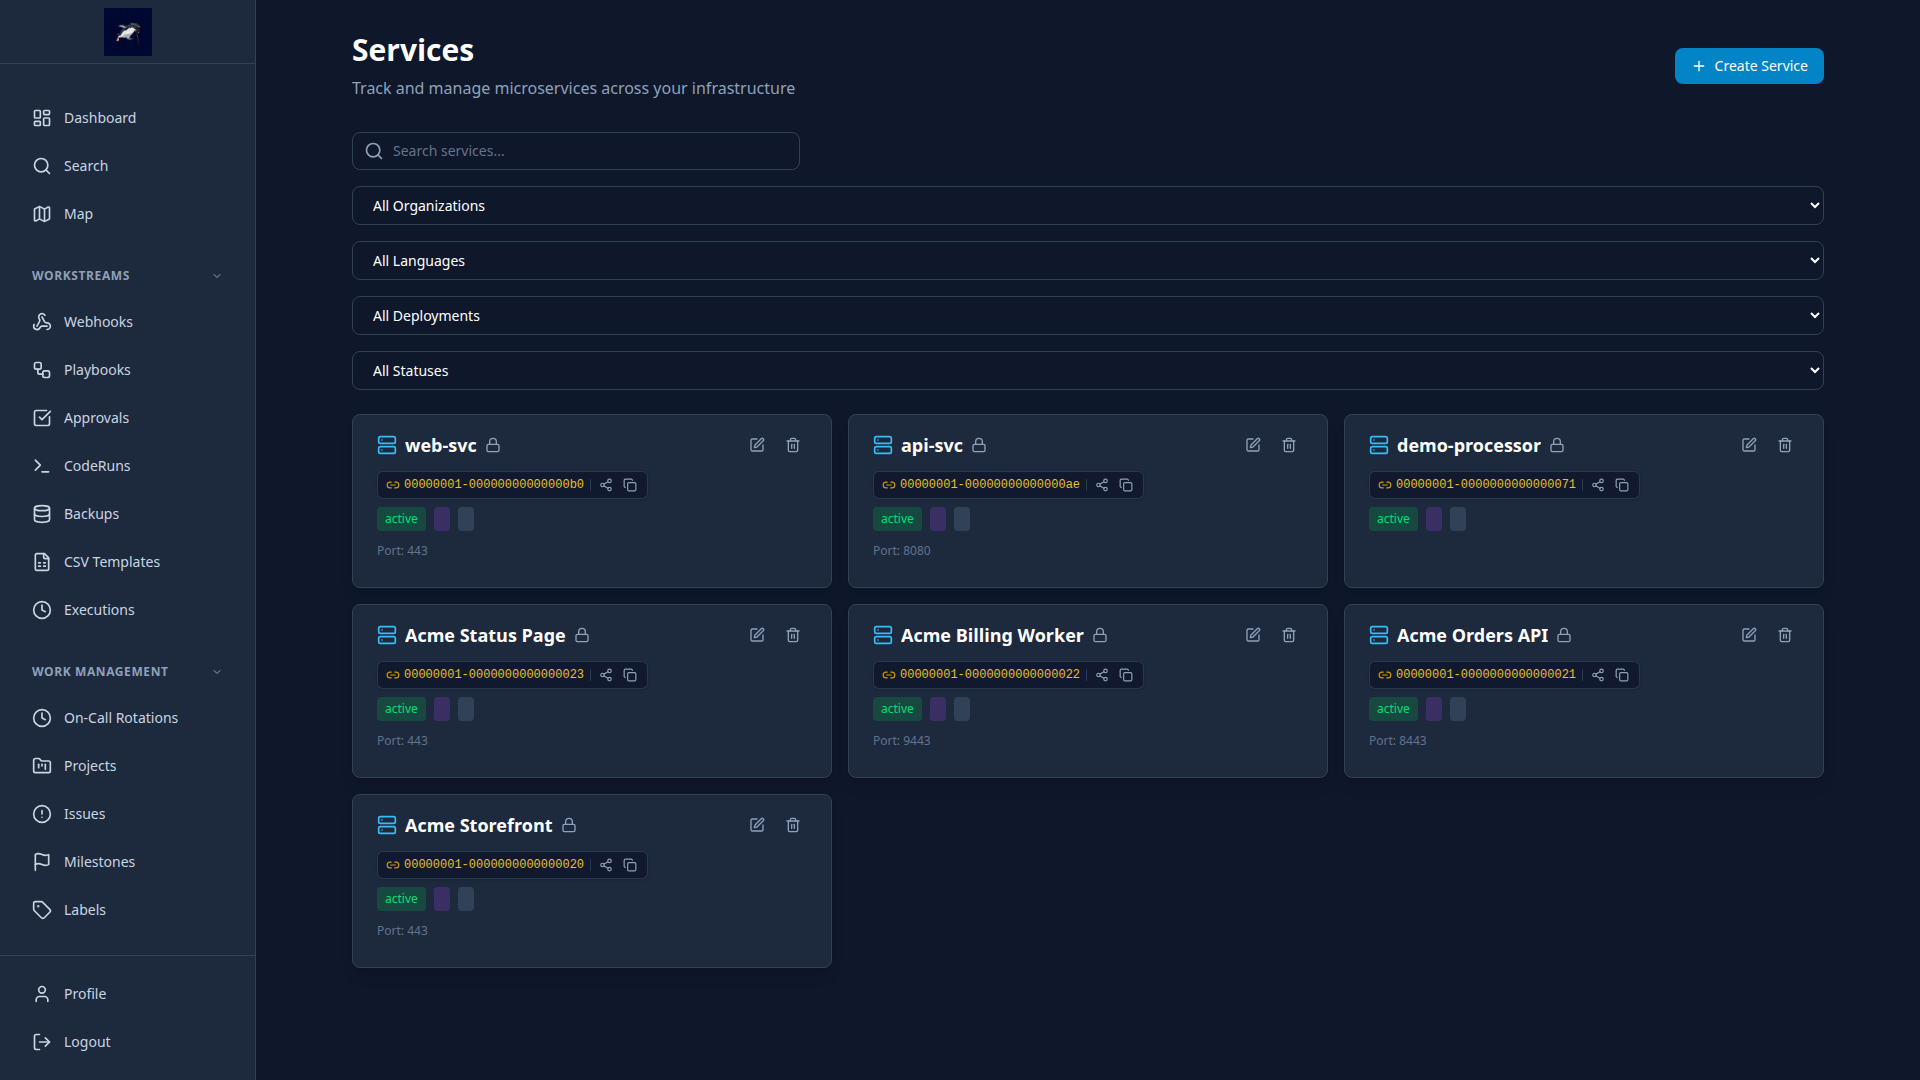 Dashboard
Search
Map
WORKSTREAMS
Webhooks
Playbooks
Approvals
CodeRuns
Backups
CSV Templates
Executions
WORK MANAGEMENT
On-Call Rotations
Projects
Issues
Milestones
Labels
Profile
Logout
Services
Track and manage microservices across your infrastructure
Create Service
Search services...
All Organizations
All Languages
All Deployments
All Statuses
web-svc
00000001-00000000000000b0
active
Port: 443
api-svc
00000001-00000000000000ae
active
Port: 8080
demo-processor
00000001-0000000000000071
active
Acme Status Page
00000001-0000000000000023
active
Port: 443
Acme Billing Worker
00000001-0000000000000022
active
Port: 9443
Acme Orders API
00000001-0000000000000021
active
Port: 8443
Acme Storefront
00000001-0000000000000020
active
Port: 443